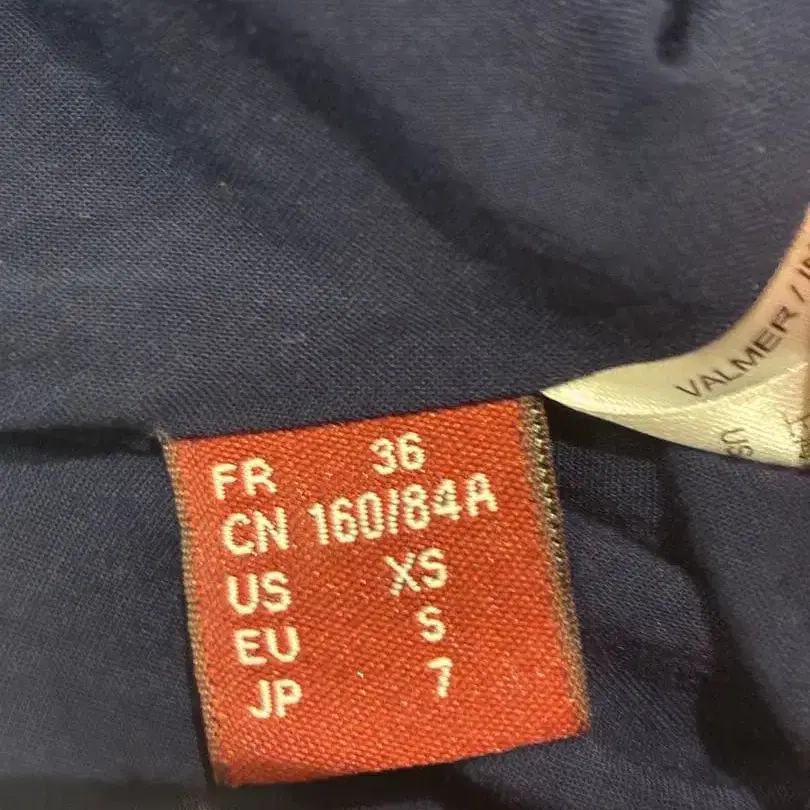 FR 36
CN 160/84A
US XS
EU S
JP 7
VALMER /